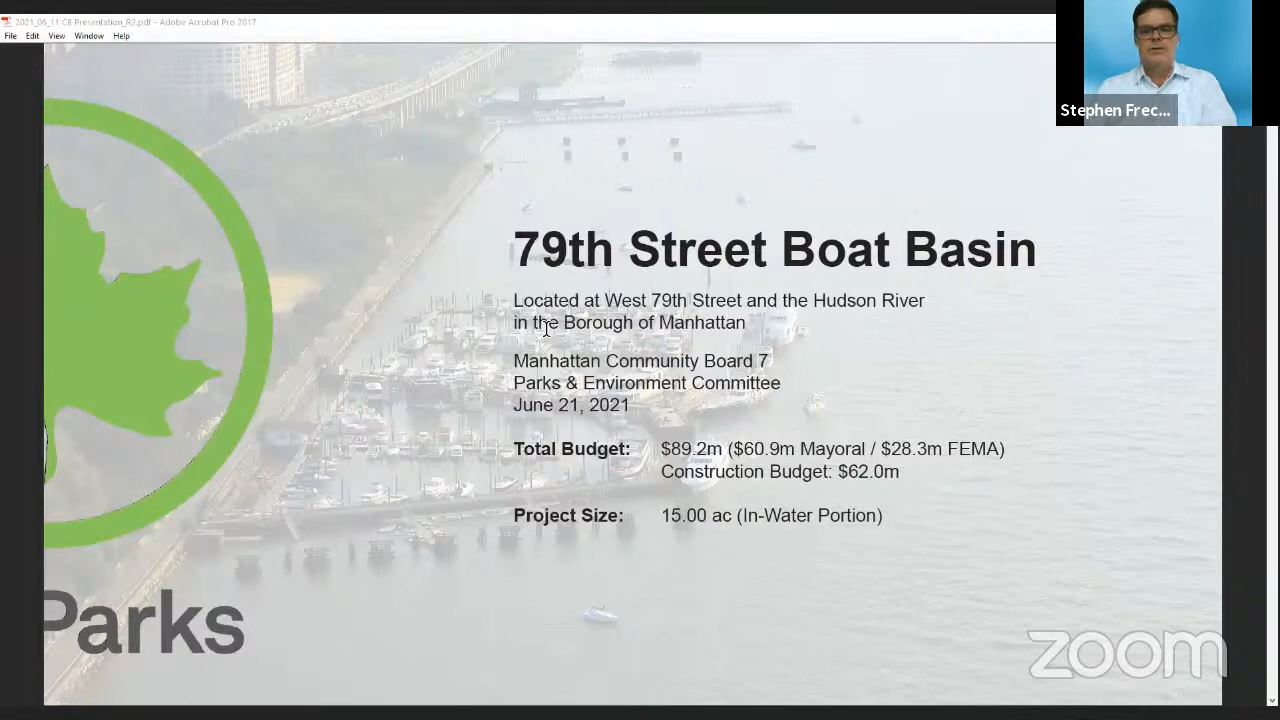 2021_06_11 CB Presentation_R2.pdf - Adobe Acrobat Pro 2017
File Edit View Window Help
Stephen Frec...
79th Street Boat Basin
Located at West 79th Street and the Hudson River
in the Borough of Manhattan
Manhattan Community Board 7
Parks & Environment Committee
June 21, 2021
Total Budget: $89.2m ($60.9m Mayoral / $28.3m FEMA)
Construction Budget: $62.0m
Project Size: 15.00 ac (In-Water Portion)
Parks
zoom